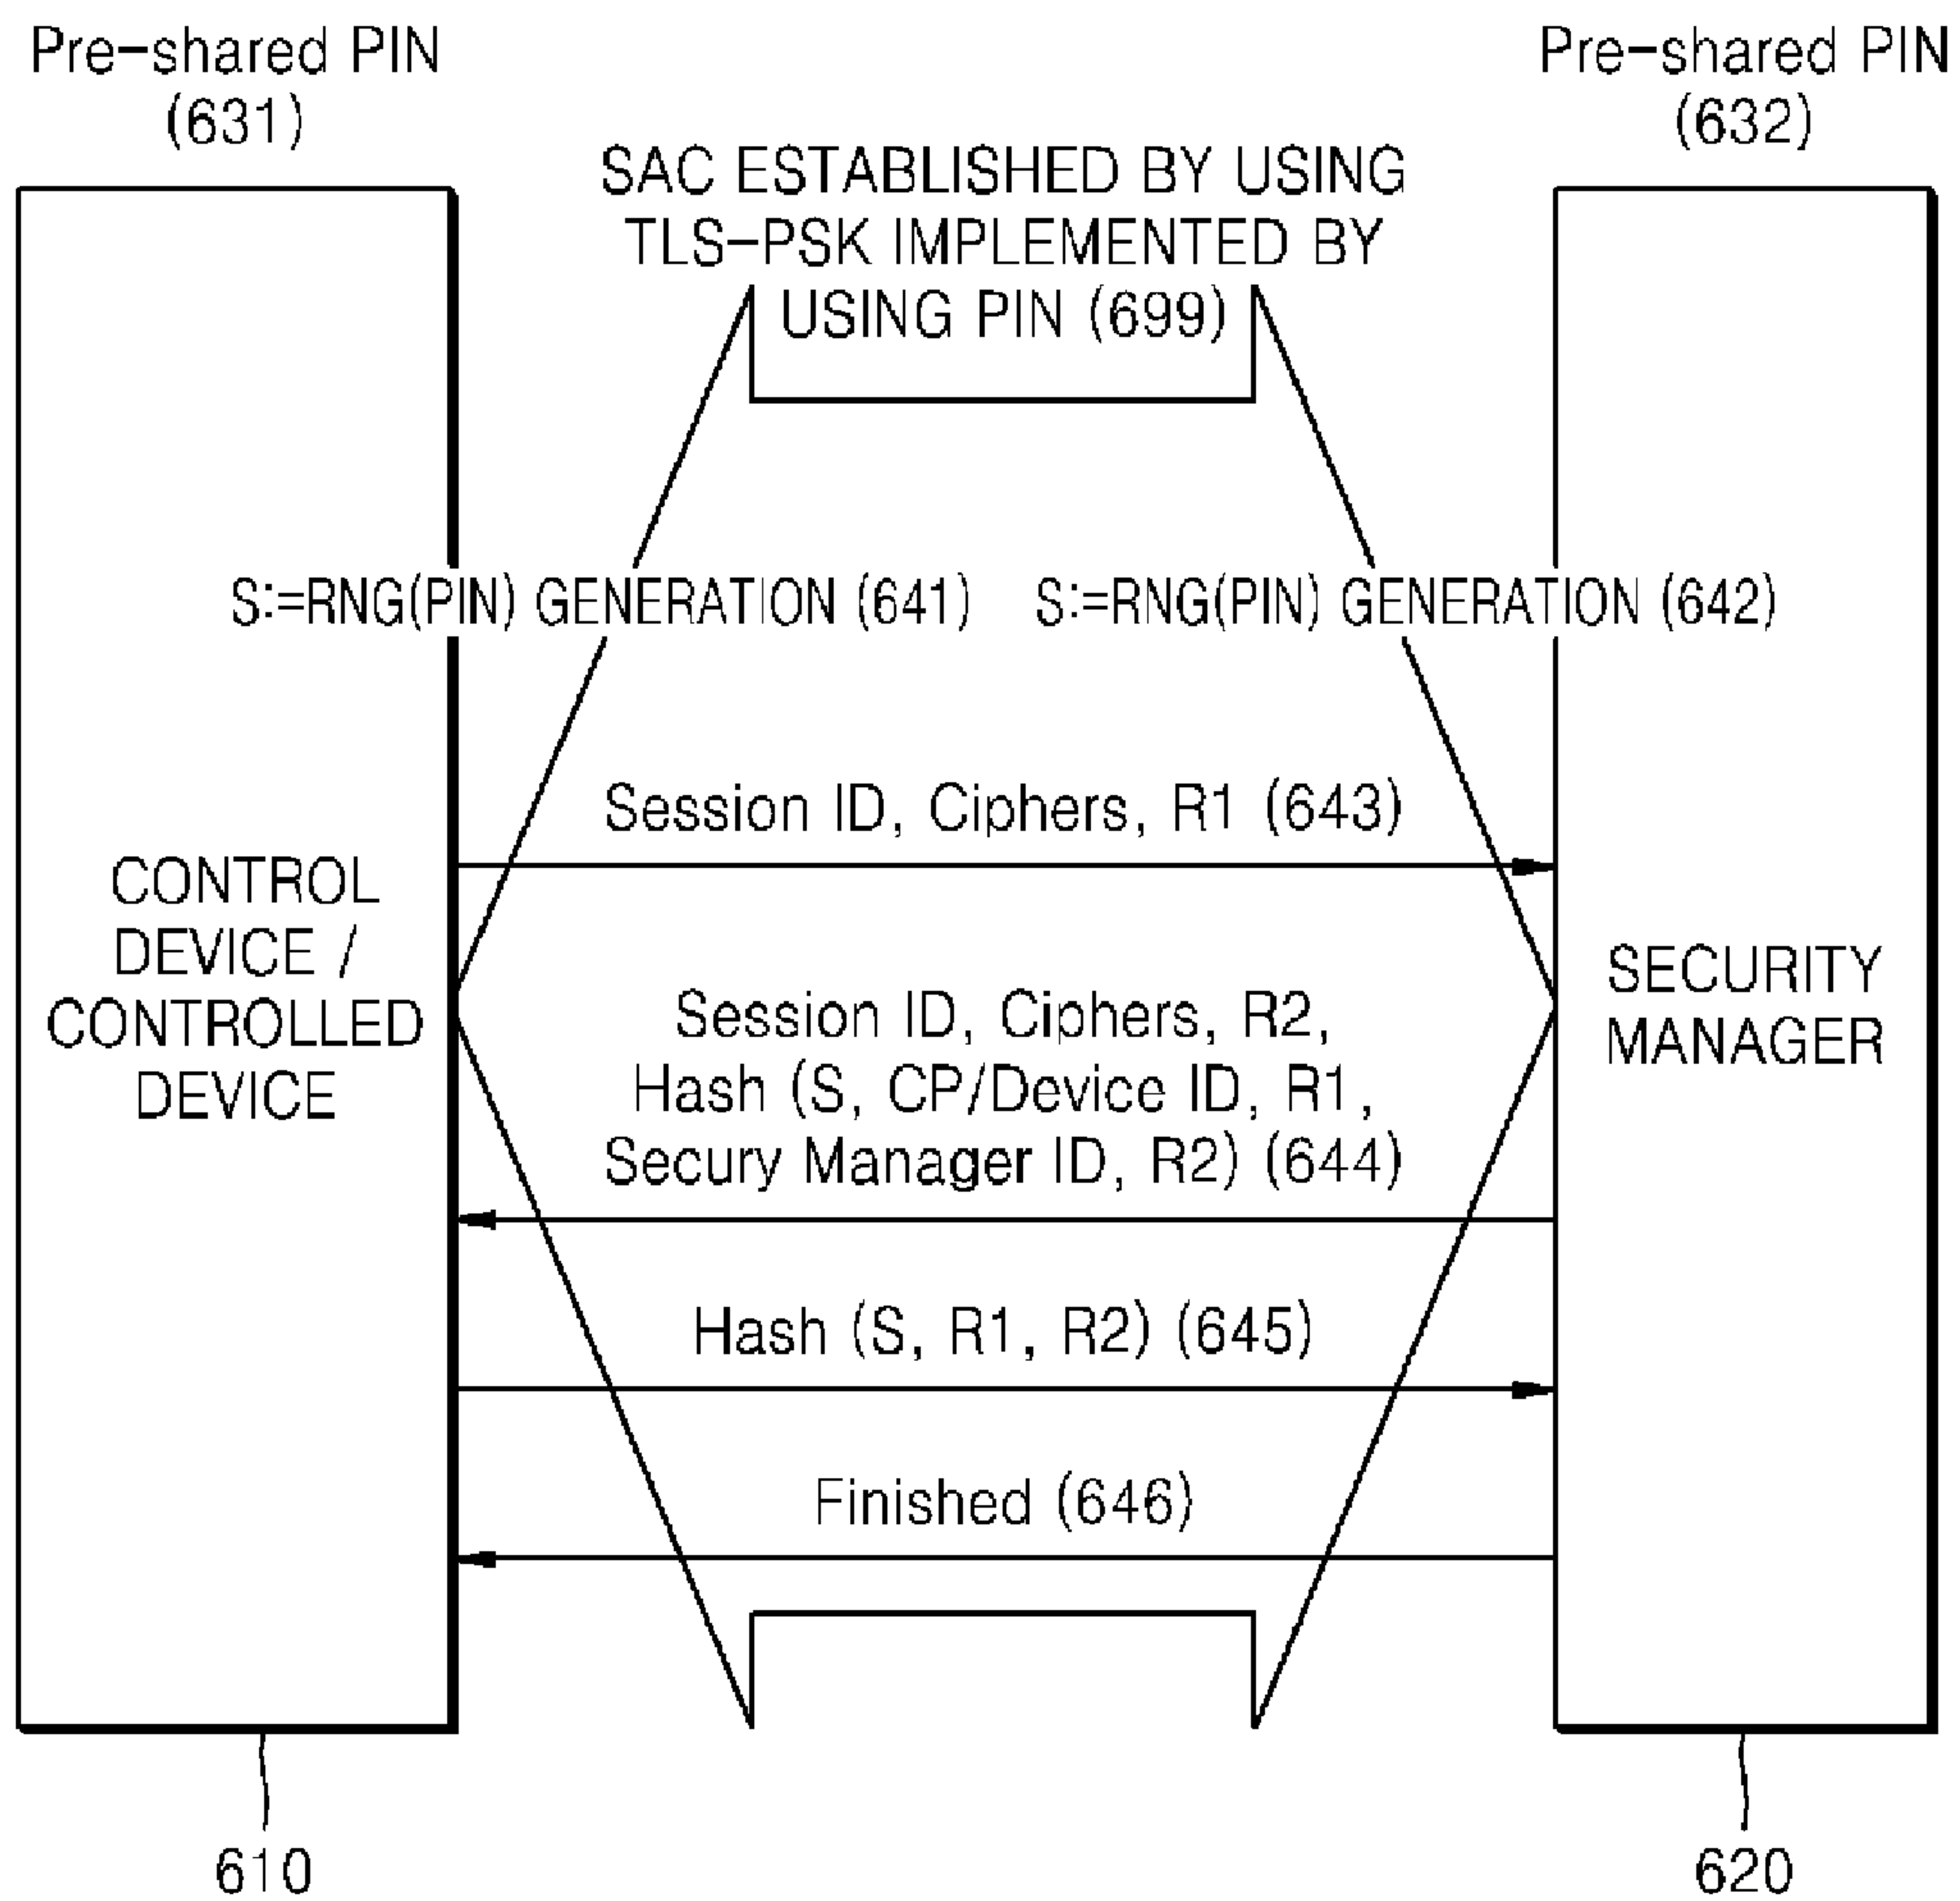 Pre-shared PIN
(631)
Pre-shared PIN
(632)
SAC ESTABLISHED BY USING
TLS-PSK IMPLEMENTED BY
USING PIN (699)
S:=RNG(PIN) GENERATION (641)
S:=RNG(PIN) GENERATION (642)
Session ID, Ciphers, R1 (643)
CONTROL
DEVICE /
CONTROLLED
DEVICE
Session ID, Ciphers, R2,
Hash (S, CP/Device ID, R1,
Secury Manager ID, R2) (644)
SECURITY
MANAGER
Hash (S, R1, R2) (645)
Finished (646)
610
620